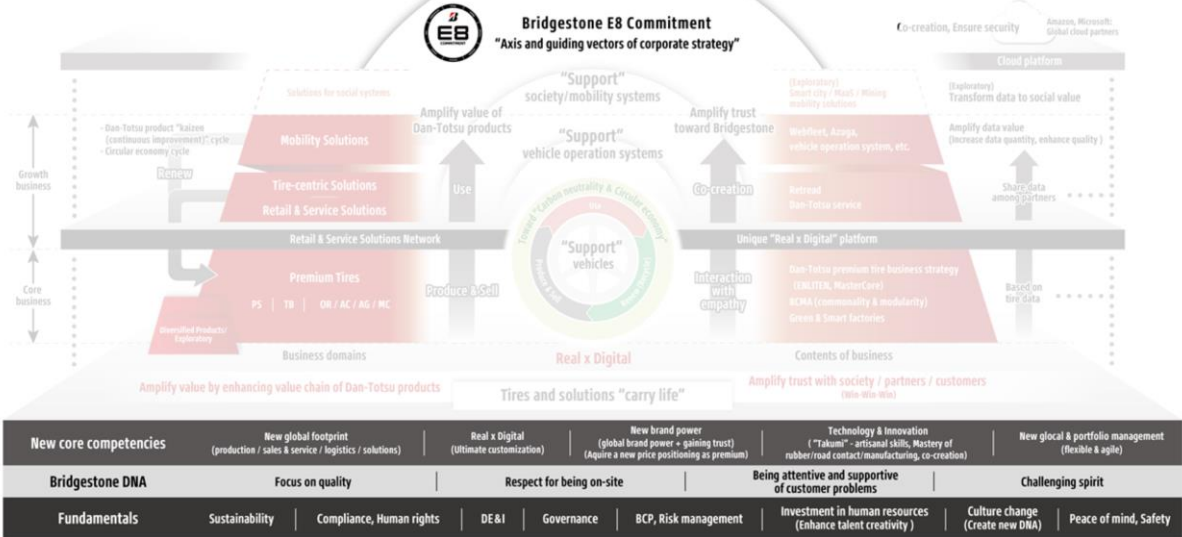 E8
COMMITMENT
Bridgestone E8 Commitment
"Axis and guiding vectors of corporate strategy"
Co-creation, Ensure security
Amazon, Microsoft:
Global cloud partners
Cloud platform
Solutions for social systems
"Support"
society/mobility systems
(Exploratory)
Smart city / MaaS / Mining
mobility solutions
(Exploratory)
Transform data to social value
Amplify value of
Dan-Totsu products
Amplify trust
toward Bridgestone
- Dan-Totsu product "kaizen
(continuous improvement)" cycle
- Circular economy cycle
Mobility Solutions
"Support"
vehicle operation systems
Webfleet, Azuga,
vehicle operation system, etc.
Amplify data value
(Increase data quantity, enhance quality )
Growth
business
Renew
Tire-centric Solutions
Retail & Service Solutions
Use
Co-creation
Retread
Dan-Totsu service
Share data
among partners
Toward "Carbon neutrality & Circular economy"
Use
Produce & Sell
Renew (Recycle)
"Support"
vehicles
Retail & Service Solutions Network
Unique "Real x Digital" platform
Core
business
Premium Tires
PS | TB | OR / AC / AG / MC
Diversified Products/
Exploratory
Produce & Sell
Interaction
with
empathy
Dan-Totsu premium tire business strategy
(ENLITEN, MasterCore)
BCMA (commonality & modularity)
Green & Smart factories
Based on
tire data
Business domains
Real x Digital
Contents of business
Amplify value by enhancing value chain of Dan-Totsu products
Tires and solutions "carry life"
Amplify trust with society / partners / customers
(Win-Win-Win)
New core competencies
New global footprint
(production / sales & service / logistics / solutions)
Real x Digital
(Ultimate customization)
New brand power
(global brand power + gaining trust)
(Aquire a new price positioning as premium)
Technology & Innovation
( "Takumi" - artisanal skills, Mastery of
rubber/road contact/manufacturing, co-creation)
New glocal & portfolio management
(flexible & agile)
Bridgestone DNA
Focus on quality
Respect for being on-site
Being attentive and supportive
of customer problems
Challenging spirit
Fundamentals
Sustainability
Compliance, Human rights
DE&I
Governance
BCP, Risk management
Investment in human resources
(Enhance talent creativity )
Culture change
(Create new DNA)
Peace of mind, Safety